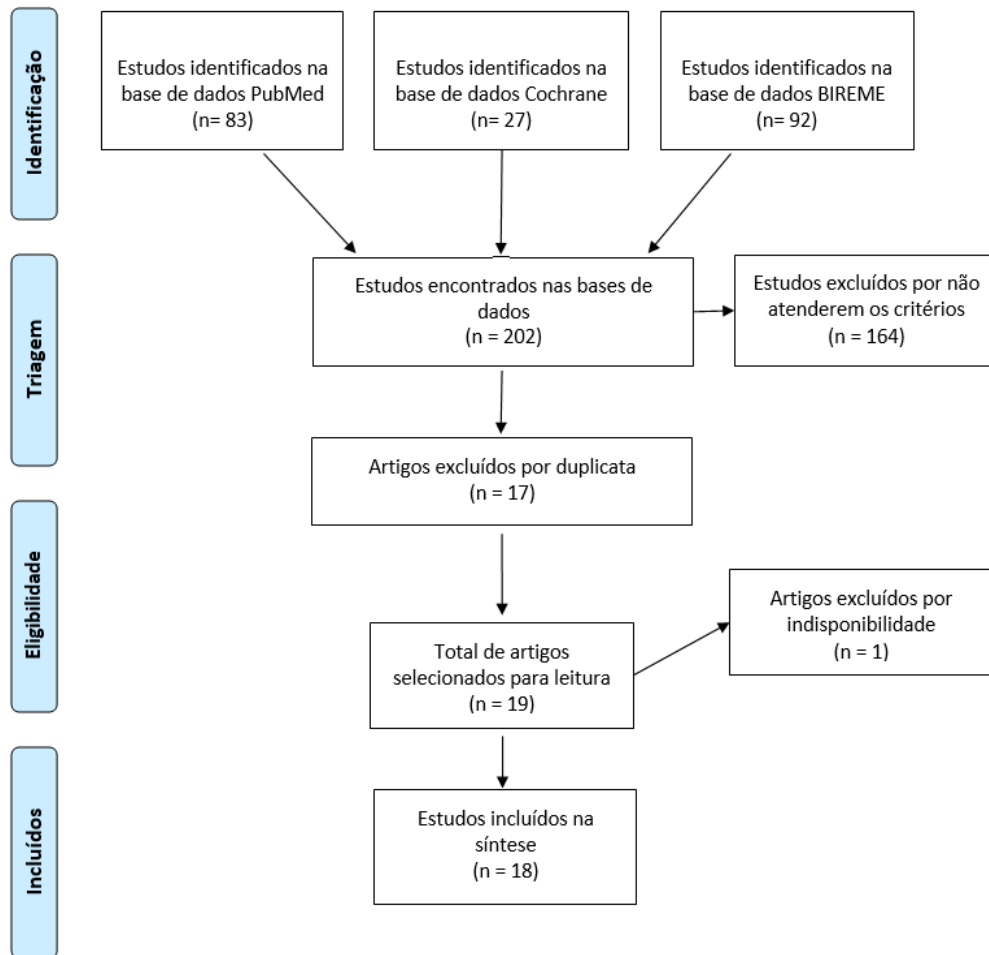 Identificação
Estudos identificados na
base de dados PubMed
(n= 83)
Estudos identificados na
base de dados Cochrane
(n= 27)
Estudos identificados na
base de dados BIREME
(n= 92)
Triagem
Estudos encontrados nas bases de
dados
(n = 202)
Estudos excluídos por não
atenderem os critérios
(n = 164)
Artigos excluídos por duplicata
(n = 17)
Eligibilidade
Total de artigos
selecionados para leitura
(n = 19)
Artigos excluídos por
indisponibilidade
(n = 1)
Incluídos
Estudos incluídos na
síntese
(n = 18)